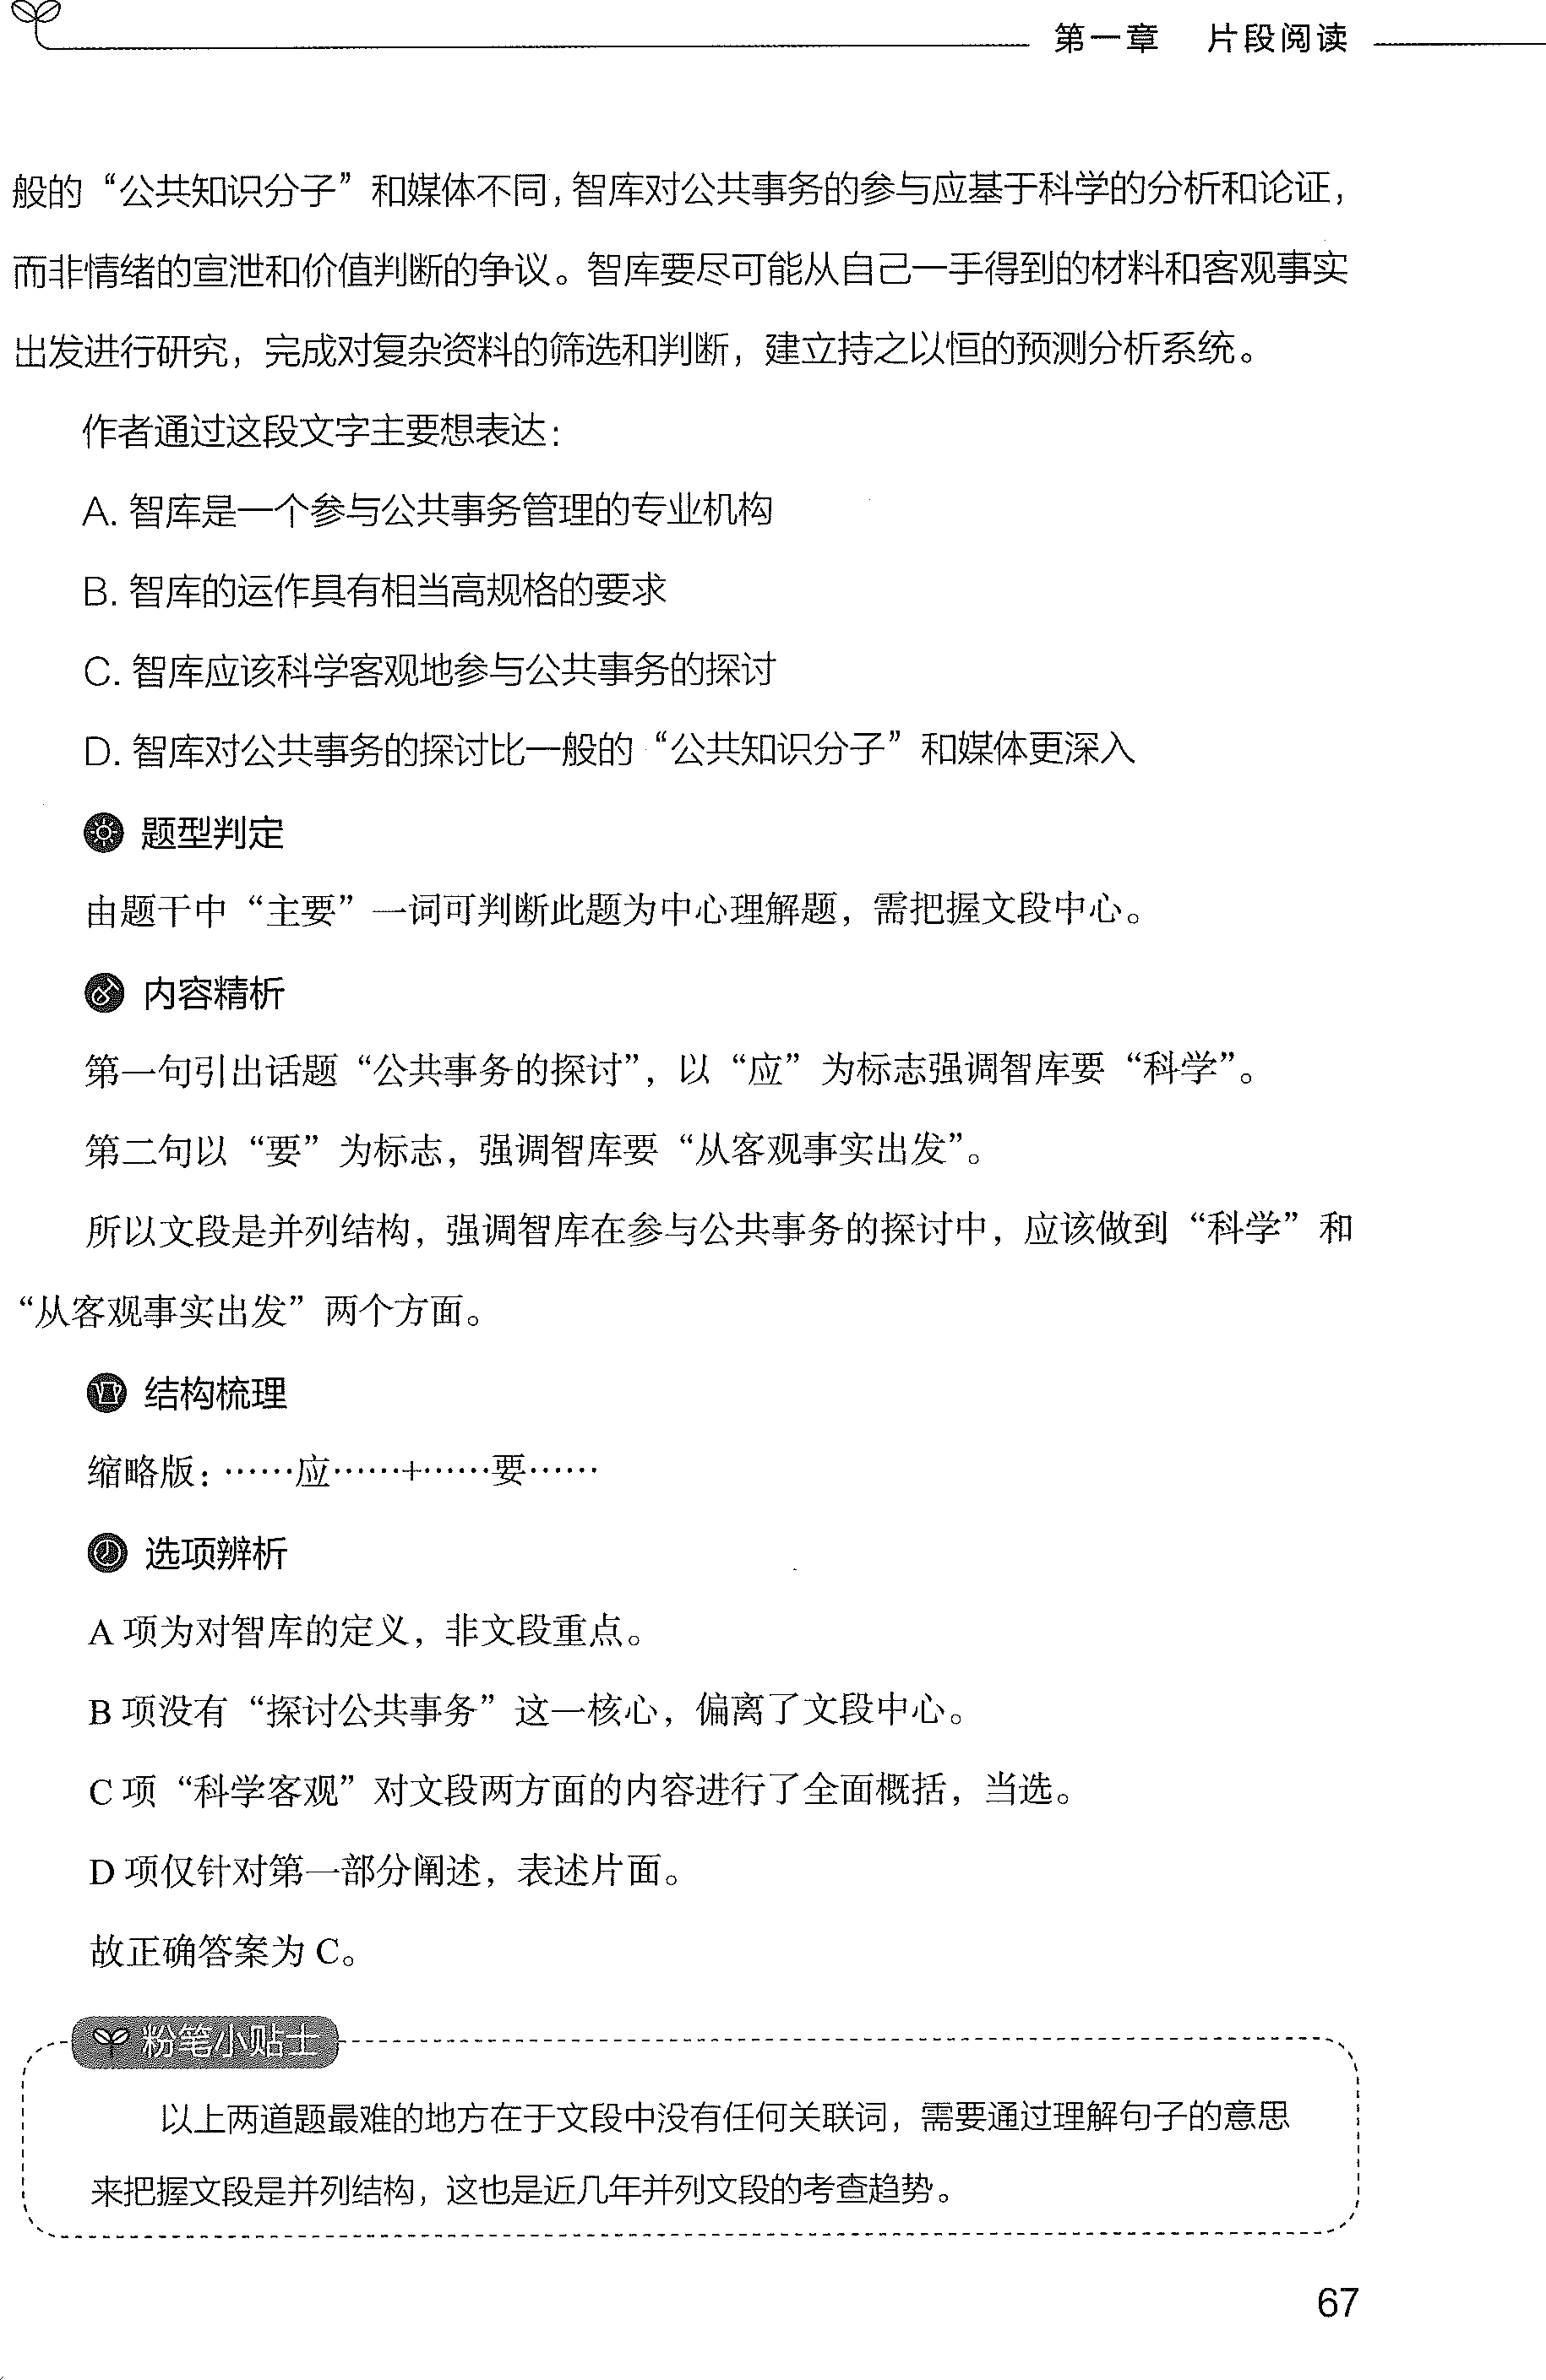 第一章 片段阅读
般的“公共知识分子”和媒体不同，智库对公共事务的参与应基于科学的分析和论证，
而非情绪的宣泄和价值判断的争议。智库要尽可能从自己一手得到的材料和客观事实
出发进行研究，完成对复杂资料的筛选和判断，建立持之以恒的预测分析系统。
作者通过这段文字主要想表达：
A. 智库是一个参与公共事务管理的专业机构
B. 智库的运作具有相当高规格的要求
C. 智库应该科学客观地参与公共事务的探讨
D. 智库对公共事务的探讨比一般的“公共知识分子”和媒体更深入
题型判定
由题干中“主要”一词可判断此题为中心理解题，需把握文段中心。
内容精析
第一句引出话题“公共事务的探讨”，以“应”为标志强调智库要“科学”。
第二句以“要”为标志，强调智库要“从客观事实出发”。
所以文段是并列结构，强调智库在参与公共事务的探讨中，应该做到“科学”和
“从客观事实出发”两个方面。
结构梳理
缩略版：……应……+……要……
选项辨析
A 项为对智库的定义，非文段重点。
B 项没有“探讨公共事务”这一核心，偏离了文段中心。
C 项“科学客观”对文段两方面的内容进行了全面概括，当选。
D 项仅针对第一部分阐述，表述片面。
故正确答案为 C。
粉笔小贴士
以上两道题最难的地方在于文段中没有任何关联词，需要通过理解句子的意思
来把握文段是并列结构，这也是近几年并列文段的考查趋势。
67